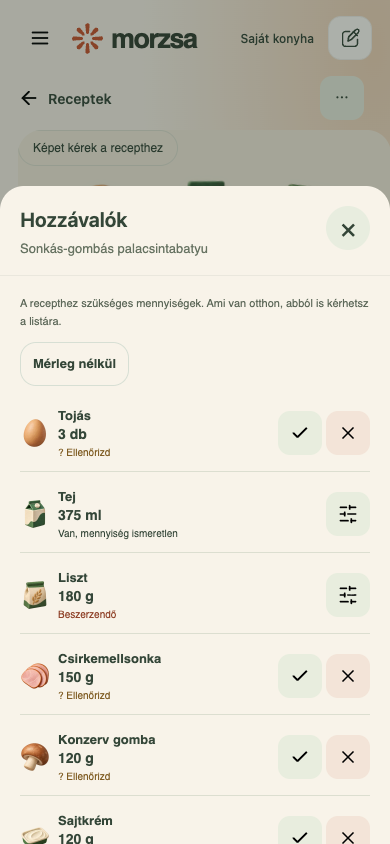 morzsa
Saját konyha
Receptek
...
Képet kérek a recepthez
Hozzávalók
Sonkás-gombás palacsintabatyu
A recepthez szükséges mennyiségek. Ami van otthon, abból is kérhetsz
a listára.
Mérleg nélkül
Tojás
3 db
? Ellenőrizd
Tej
375 ml
Van, mennyiség ismeretlen
Liszt
180 g
Beszerzendő
Csirkemellsonka
150 g
? Ellenőrizd
Konzerv gomba
120 g
? Ellenőrizd
Sajtkrém
120 g